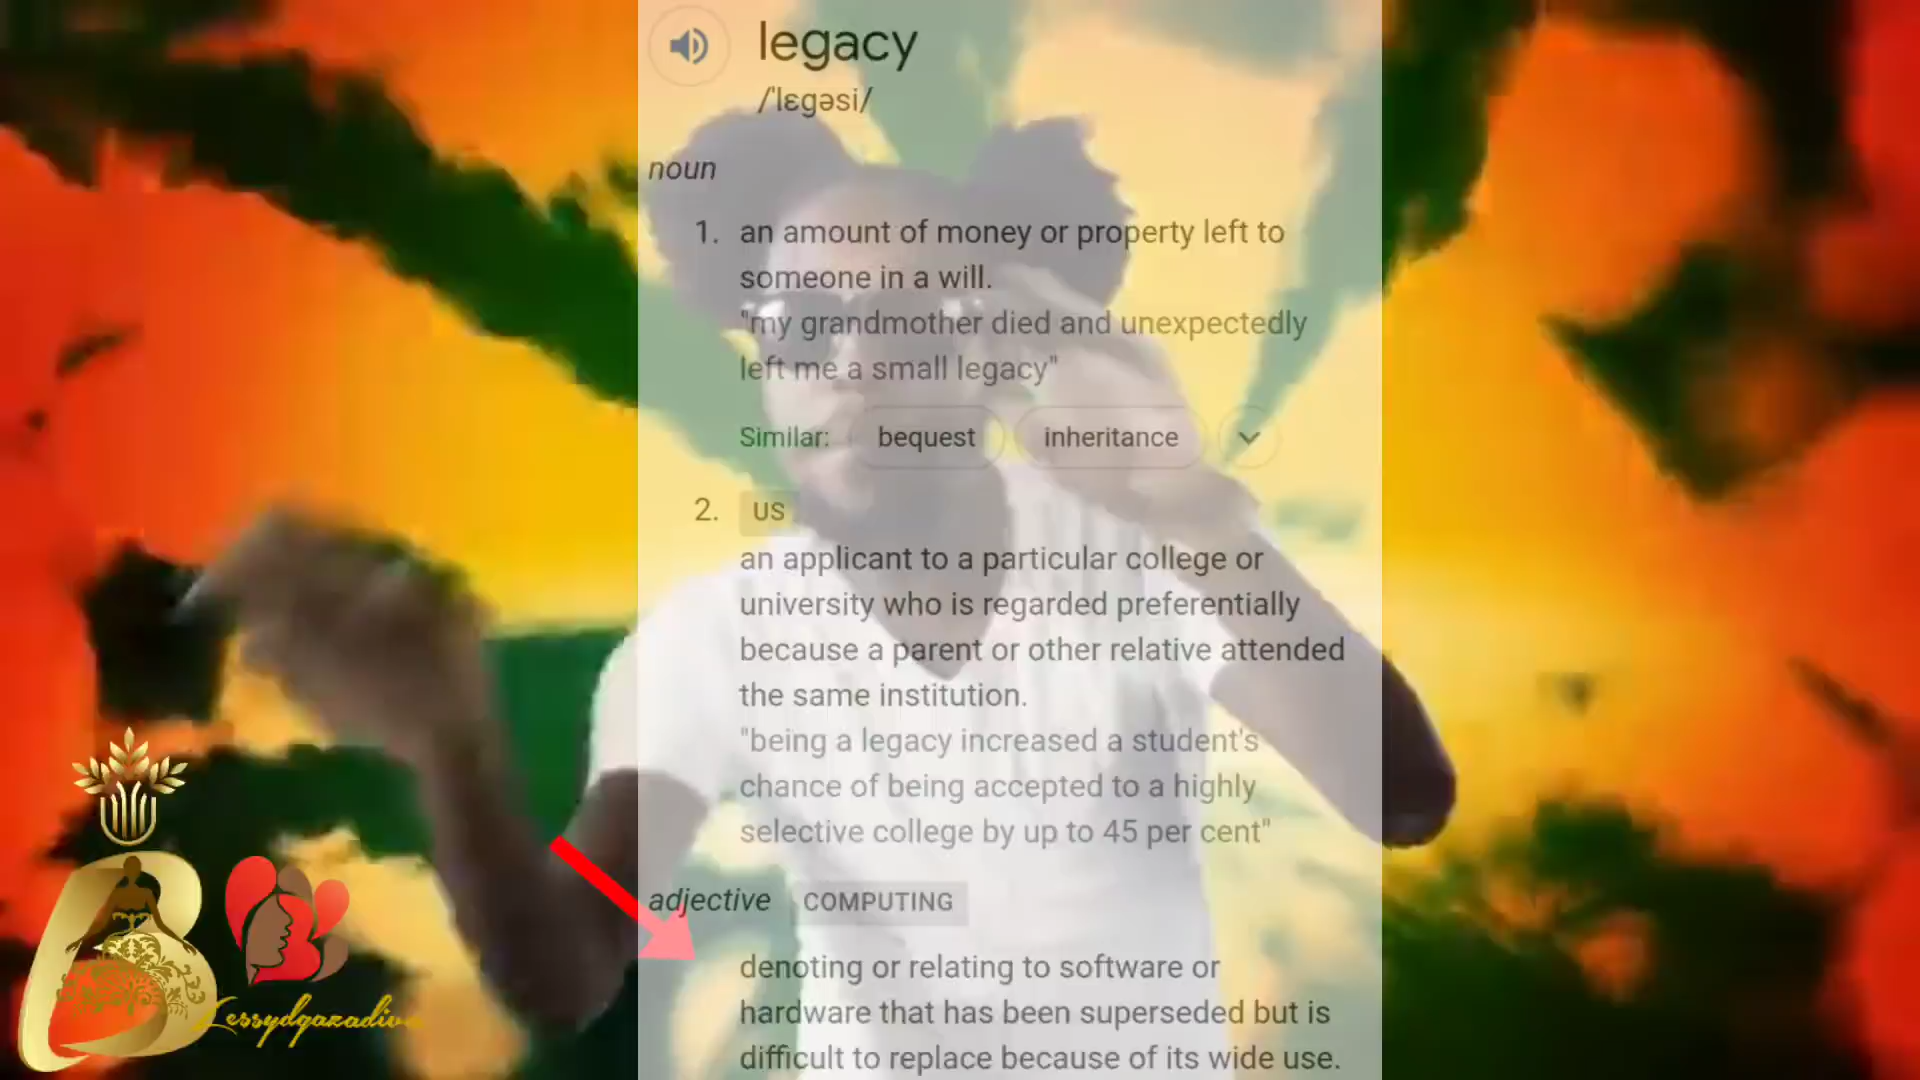 legacy
/ˈlɛɡəsi/
noun
1. an amount of money or property left to
someone in a will.
"my grandmother died and unexpectedly
left me a small legacy"
Similar: bequest inheritance
2. US
an applicant to a particular college or
university who is regarded preferentially
because a parent or other relative attended
the same institution.
"being a legacy increased a student's
chance of being accepted to a highly
selective college by up to 45 per cent"
adjective COMPUTING
denoting or relating to software or
hardware that has been superseded but is
difficult to replace because of its wide use.
B
Lessydgazadiva